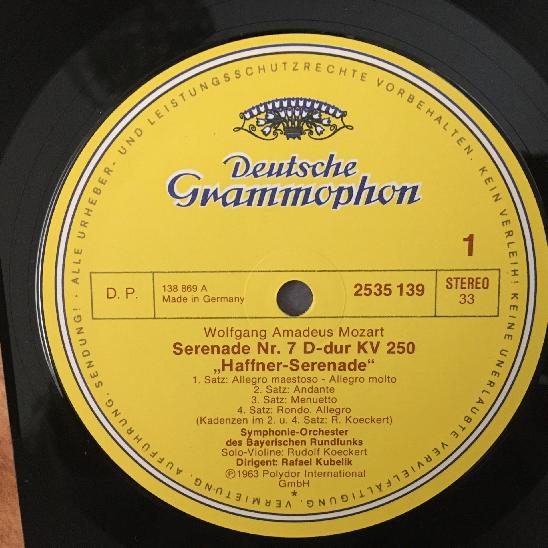 ALLE URHEBER- UND LEISTUNGSSCHUTZRECHTE VORBEHALTEN. KEIN VERLEIH! KEINE UNERLAUBTE VERVIELFÄLTIGUNG, VERMIETUNG, AUFFÜHRUNG, SENDUNG!
Deutsche
Grammophon
1
D. P.
138 869 A
Made in Germany
2535 139
STEREO
33
Wolfgang Amadeus Mozart
Serenade Nr. 7 D-dur KV 250
„Haffner-Serenade“
1. Satz: Allegro maestoso - Allegro molto
2. Satz: Andante
3. Satz: Menuetto
4. Satz: Rondo. Allegro
(Kadenzen im 2. u. 4. Satz: R. Koeckert)
Symphonie-Orchester
des Bayerischen Rundfunks
Solo-Violine: Rudolf Koeckert
Dirigent: Rafael Kubelik
℗1963 Polydor International
GmbH
*